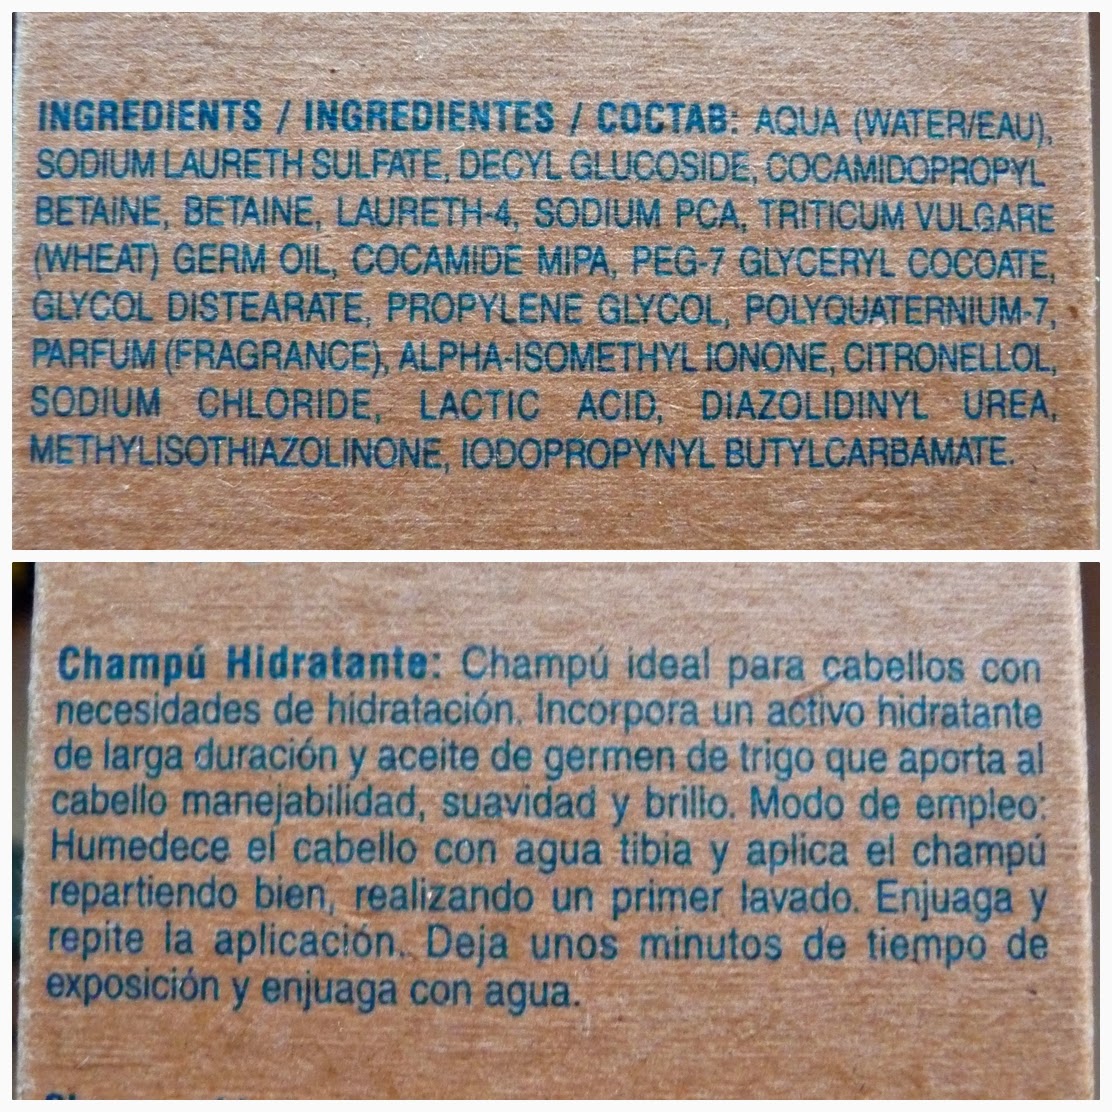 INGREDIENTS / INGREDIENTES / СОСТАВ: AQUA (WATER/EAU),
SODIUM LAURETH SULFATE, DECYL GLUCOSIDE, COCAMIDOPROPYL
BETAINE, BETAINE, LAURETH-4, SODIUM PCA, TRITICUM VULGARE
(WHEAT) GERM OIL, COCAMIDE MIPA, PEG-7 GLYCERYL COCOATE,
GLYCOL DISTEARATE, PROPYLENE GLYCOL, POLYQUATERNIUM-7,
PARFUM (FRAGRANCE), ALPHA-ISOMETHYL IONONE, CITRONELLOL,
SODIUM CHLORIDE, LACTIC ACID, DIAZOLIDINYL UREA,
METHYLISOTHIAZOLINONE, IODOPROPYNYL BUTYLCARBAMATE.
Champú Hidratante: Champú ideal para cabellos con
necesidades de hidratación. Incorpora un activo hidratante
de larga duración y aceite de germen de trigo que aporta al
cabello manejabilidad, suavidad y brillo. Modo de empleo:
Humedece el cabello con agua tibia y aplica el champú
repartiendo bien, realizando un primer lavado. Enjuaga y
repite la aplicación. Deja unos minutos de tiempo de
exposición y enjuaga con agua.